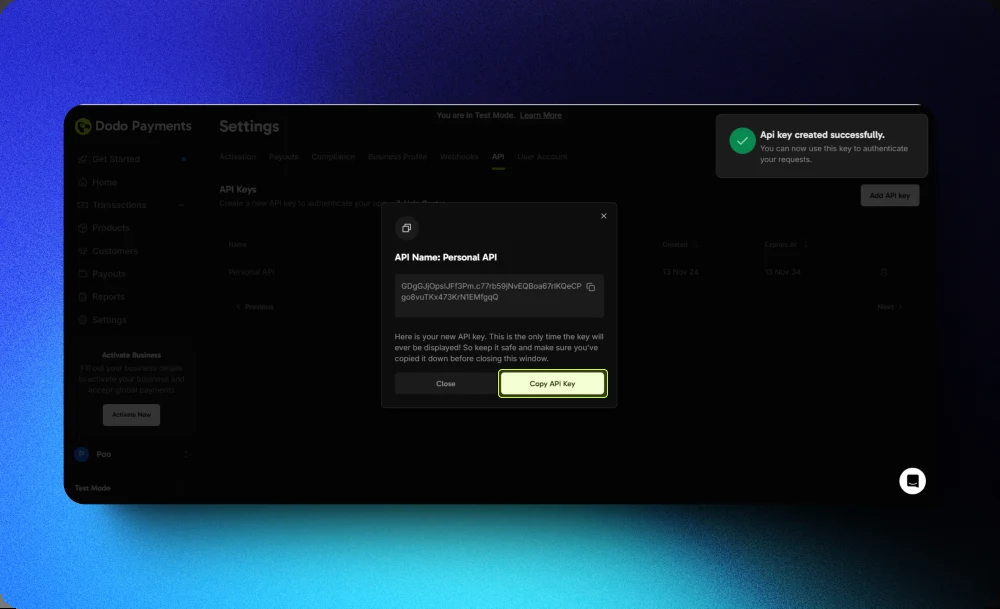 You are in Test Mode. Learn More
Dodo Payments
Settings
Get Started
Home
Transactions
Products
Customers
Payouts
Reports
Settings
Activate Business
Fill out your business details
to activate your business and
accept global payments
Activate Now
P Poo
Test Mode
Activation Payouts Compliance Business Profile Webhooks API User Account
API Keys
Create a new API key to authenticate your
Add API key
Name Created Expires At
Personal API 13 Nov 24 13 Nov 24
Previous Next
Api key created successfully.
You can now use this key to authenticate
your requests.
API Name: Personal API
GDgGJjOpslJFf3Pm.c77rb59jNvEQBoa67rlKQeCP
go8vuTKx473KrN1EMfgqQ
Here is your new API key. This is the only time the key will
ever be displayed! So keep it safe and make sure you've
copied it down before closing this window.
Close
Copy API Key